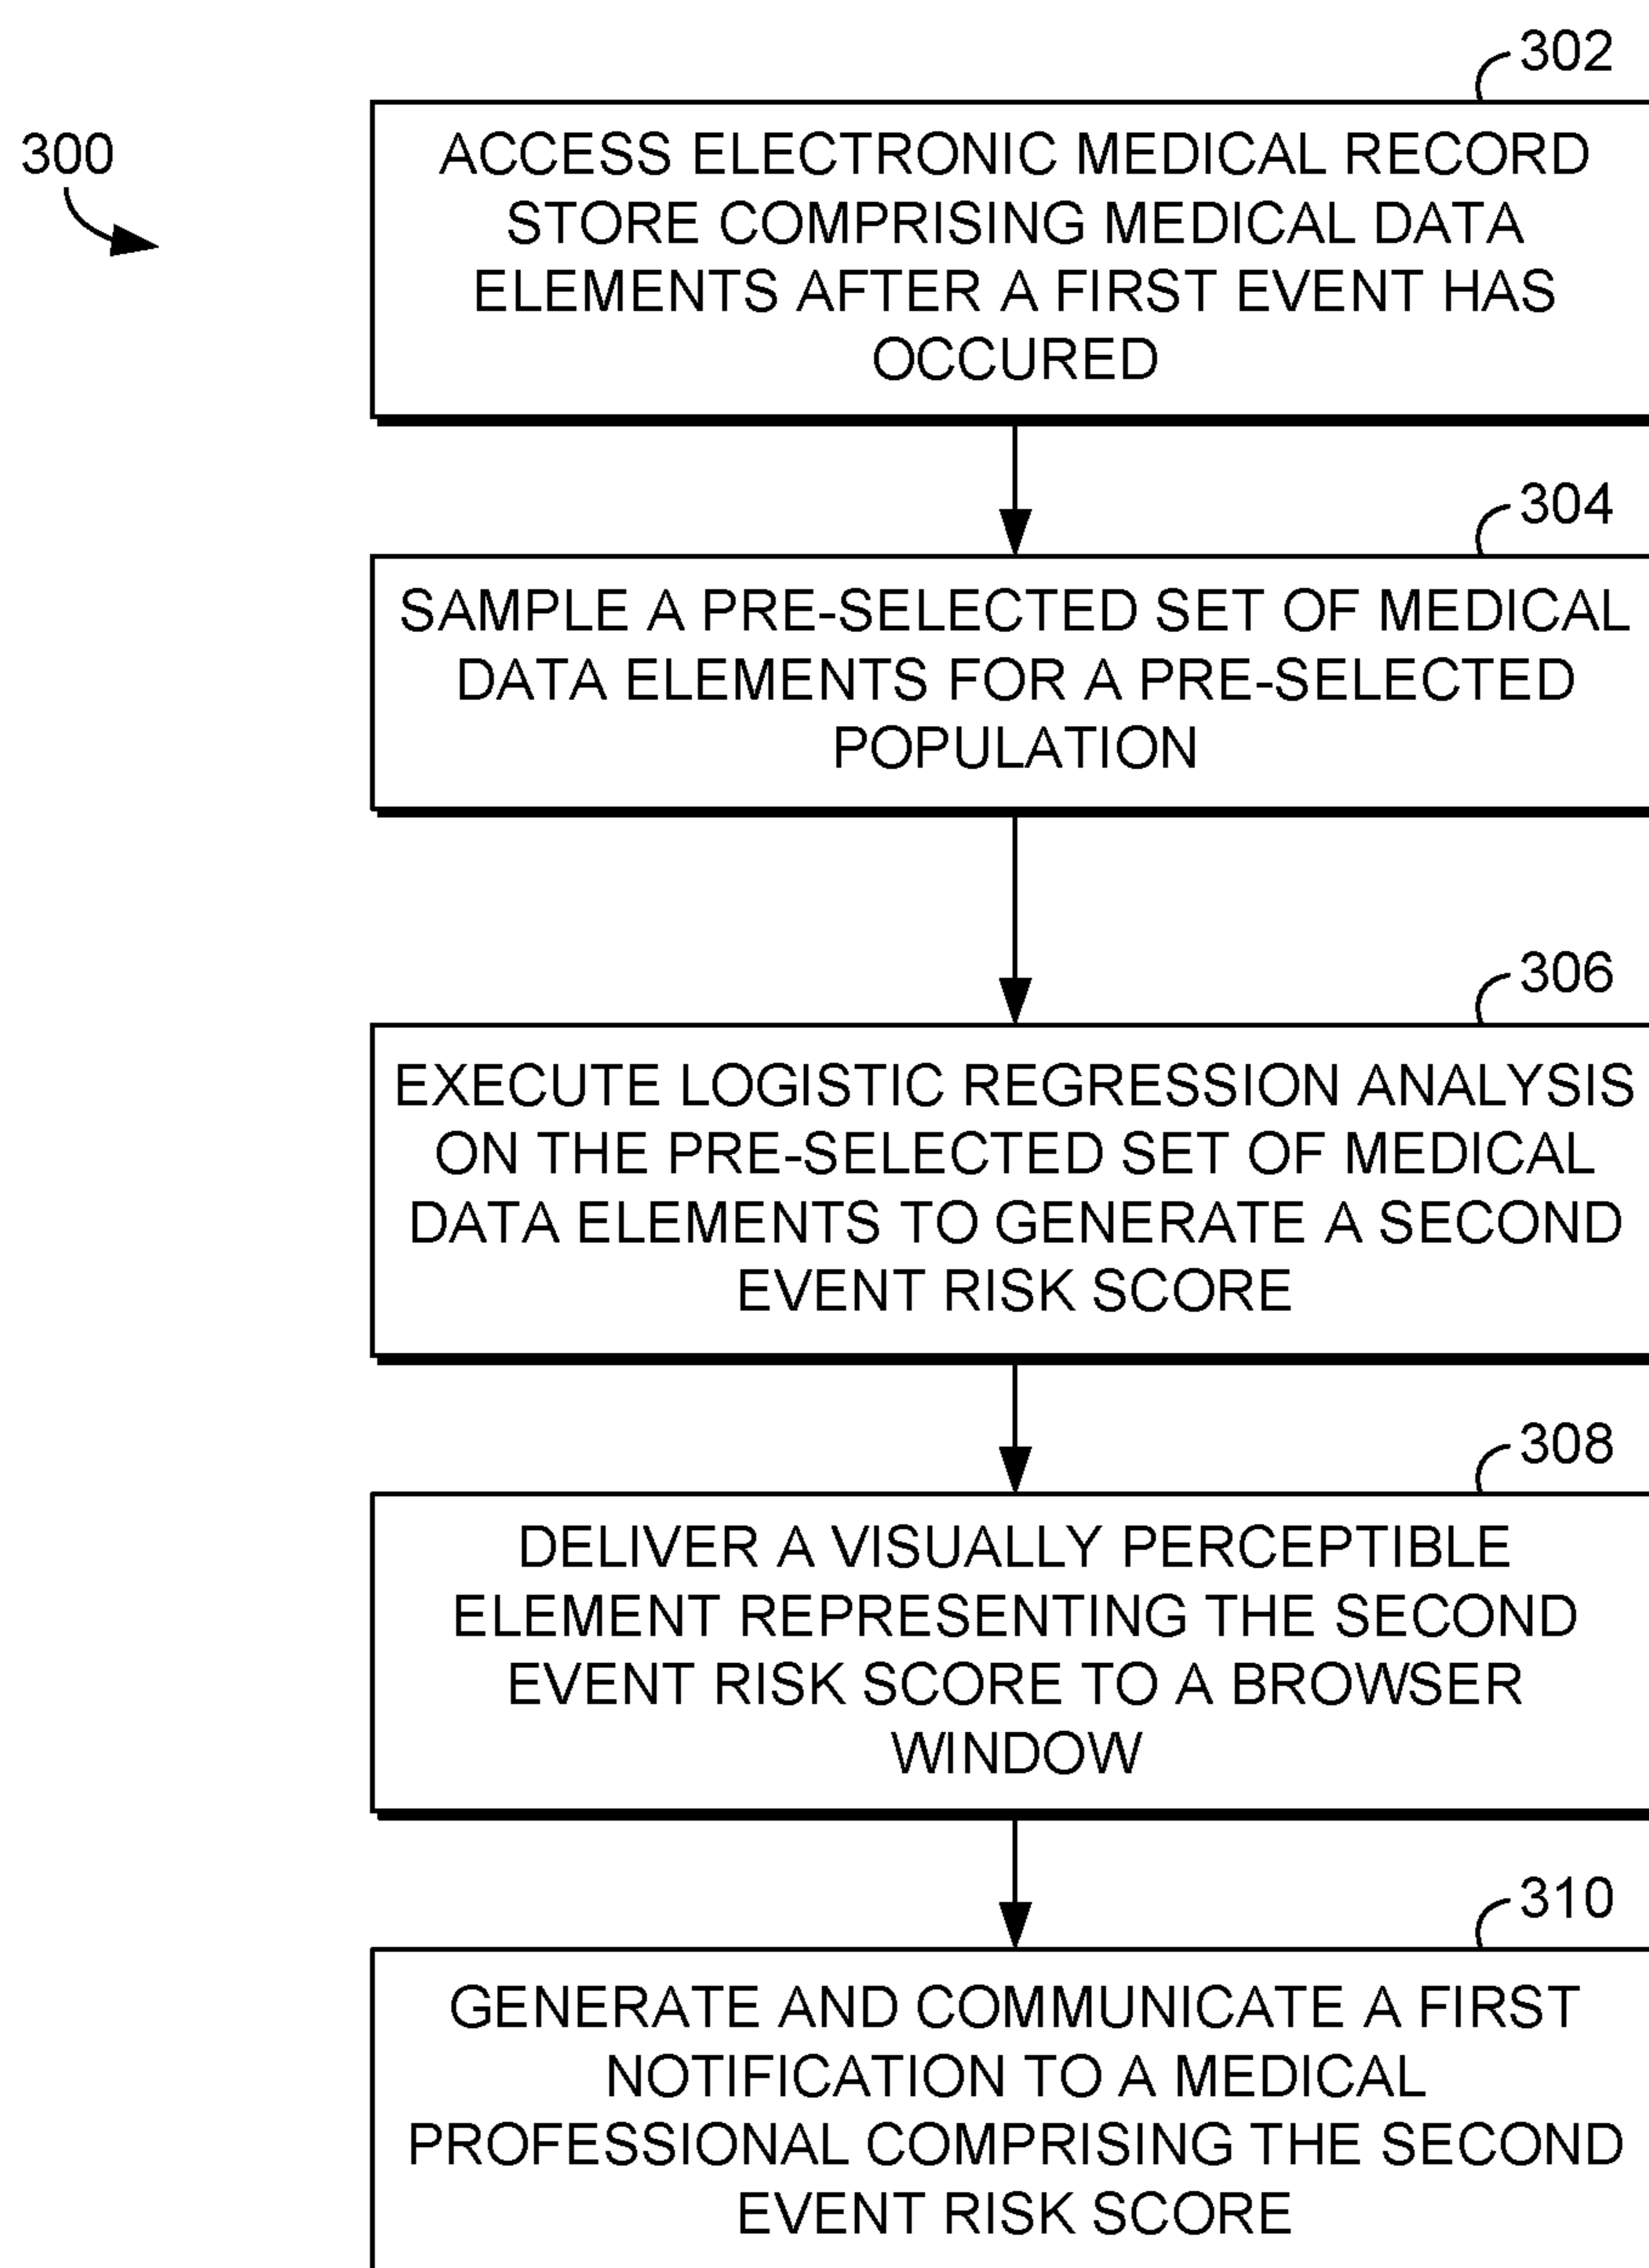 300
302
ACCESS ELECTRONIC MEDICAL RECORD
STORE COMPRISING MEDICAL DATA
ELEMENTS AFTER A FIRST EVENT HAS
OCCURED
304
SAMPLE A PRE-SELECTED SET OF MEDICAL
DATA ELEMENTS FOR A PRE-SELECTED
POPULATION
306
EXECUTE LOGISTIC REGRESSION ANALYSIS
ON THE PRE-SELECTED SET OF MEDICAL
DATA ELEMENTS TO GENERATE A SECOND
EVENT RISK SCORE
308
DELIVER A VISUALLY PERCEPTIBLE
ELEMENT REPRESENTING THE SECOND
EVENT RISK SCORE TO A BROWSER
WINDOW
310
GENERATE AND COMMUNICATE A FIRST
NOTIFICATION TO A MEDICAL
PROFESSIONAL COMPRISING THE SECOND
EVENT RISK SCORE